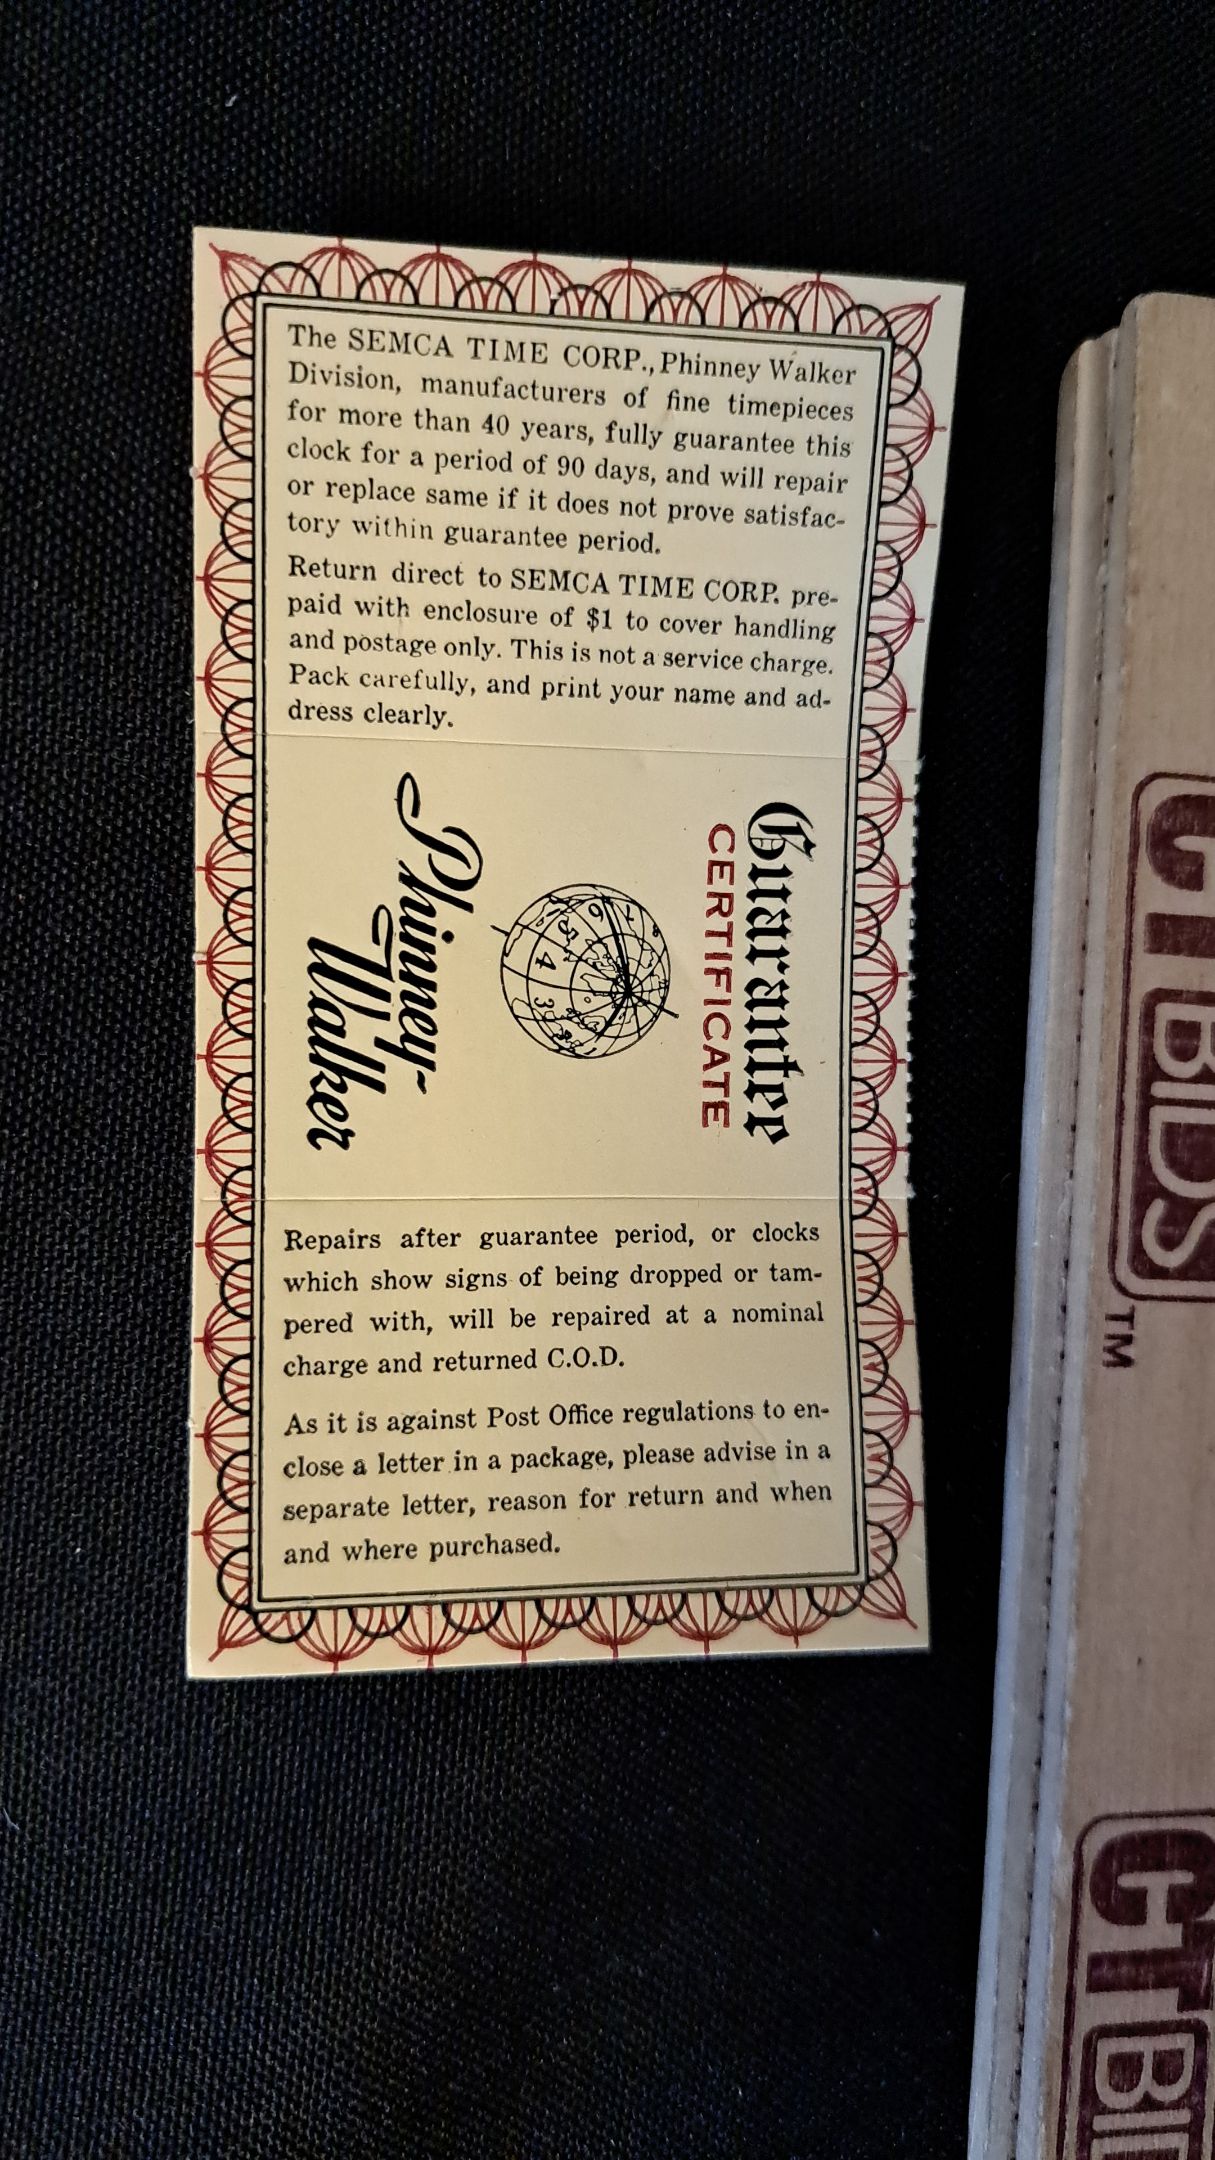 The SEMCA TIME CORP., Phinney Walker
Division, manufacturers of fine timepieces
for more than 40 years, fully guarantee this
clock for a period of 90 days, and will repair
or replace same if it does not prove satisfac-
tory within guarantee period.
Return direct to SEMCA TIME CORP. pre-
paid with enclosure of $1 to cover handling
and postage only. This is not a service charge.
Pack carefully, and print your name and ad-
dress clearly.
Guarantee
CERTIFICATE
7
6
5
4
3
Phinney-
Walker
Repairs after guarantee period, or clocks
which show signs of being dropped or tam-
pered with, will be repaired at a nominal
charge and returned C.O.D.
As it is against Post Office regulations to en-
close a letter in a package, please advise in a
separate letter, reason for return and when
and where purchased.
CTBIDS
TM
CTBI